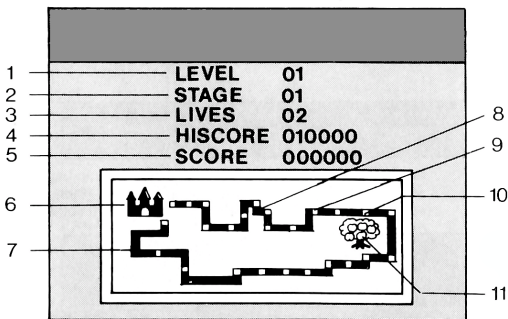 1 LEVEL 01
2 STAGE 01
3 LIVES 02
4 HISCORE 010000
5 SCORE 000000
8
9
6
10
7
11